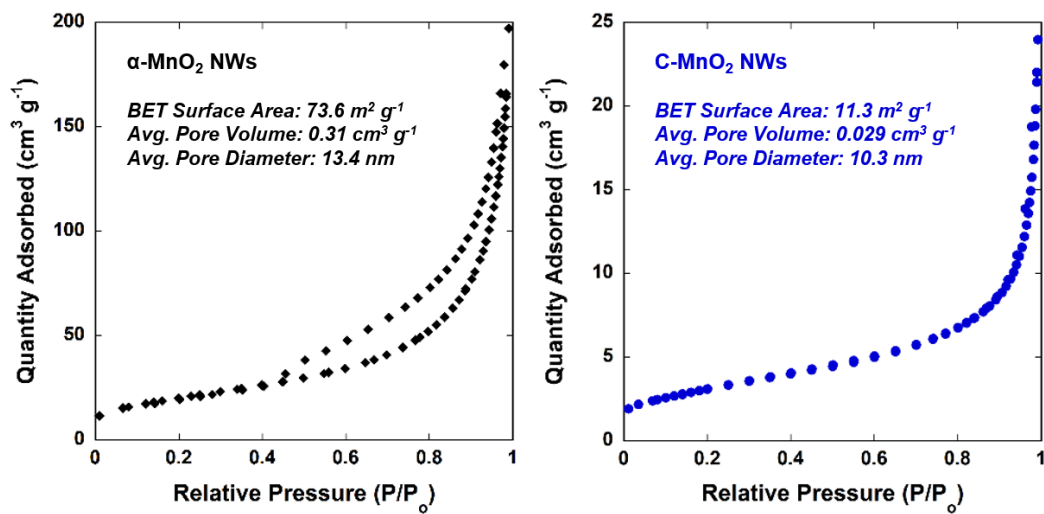 α-MnO₂ NWs
BET Surface Area: 73.6 m² g⁻¹
Avg. Pore Volume: 0.31 cm³ g⁻¹
Avg. Pore Diameter: 13.4 nm
Quantity Adsorbed (cm³ g⁻¹)
200
150
100
50
0
0
0.2
0.4
0.6
0.8
1
Relative Pressure (P/Pₒ)
C-MnO₂ NWs
BET Surface Area: 11.3 m² g⁻¹
Avg. Pore Volume: 0.029 cm³ g⁻¹
Avg. Pore Diameter: 10.3 nm
Quantity Adsorbed (cm³ g⁻¹)
25
20
15
10
5
0
0
0.2
0.4
0.6
0.8
1
Relative Pressure (P/Pₒ)